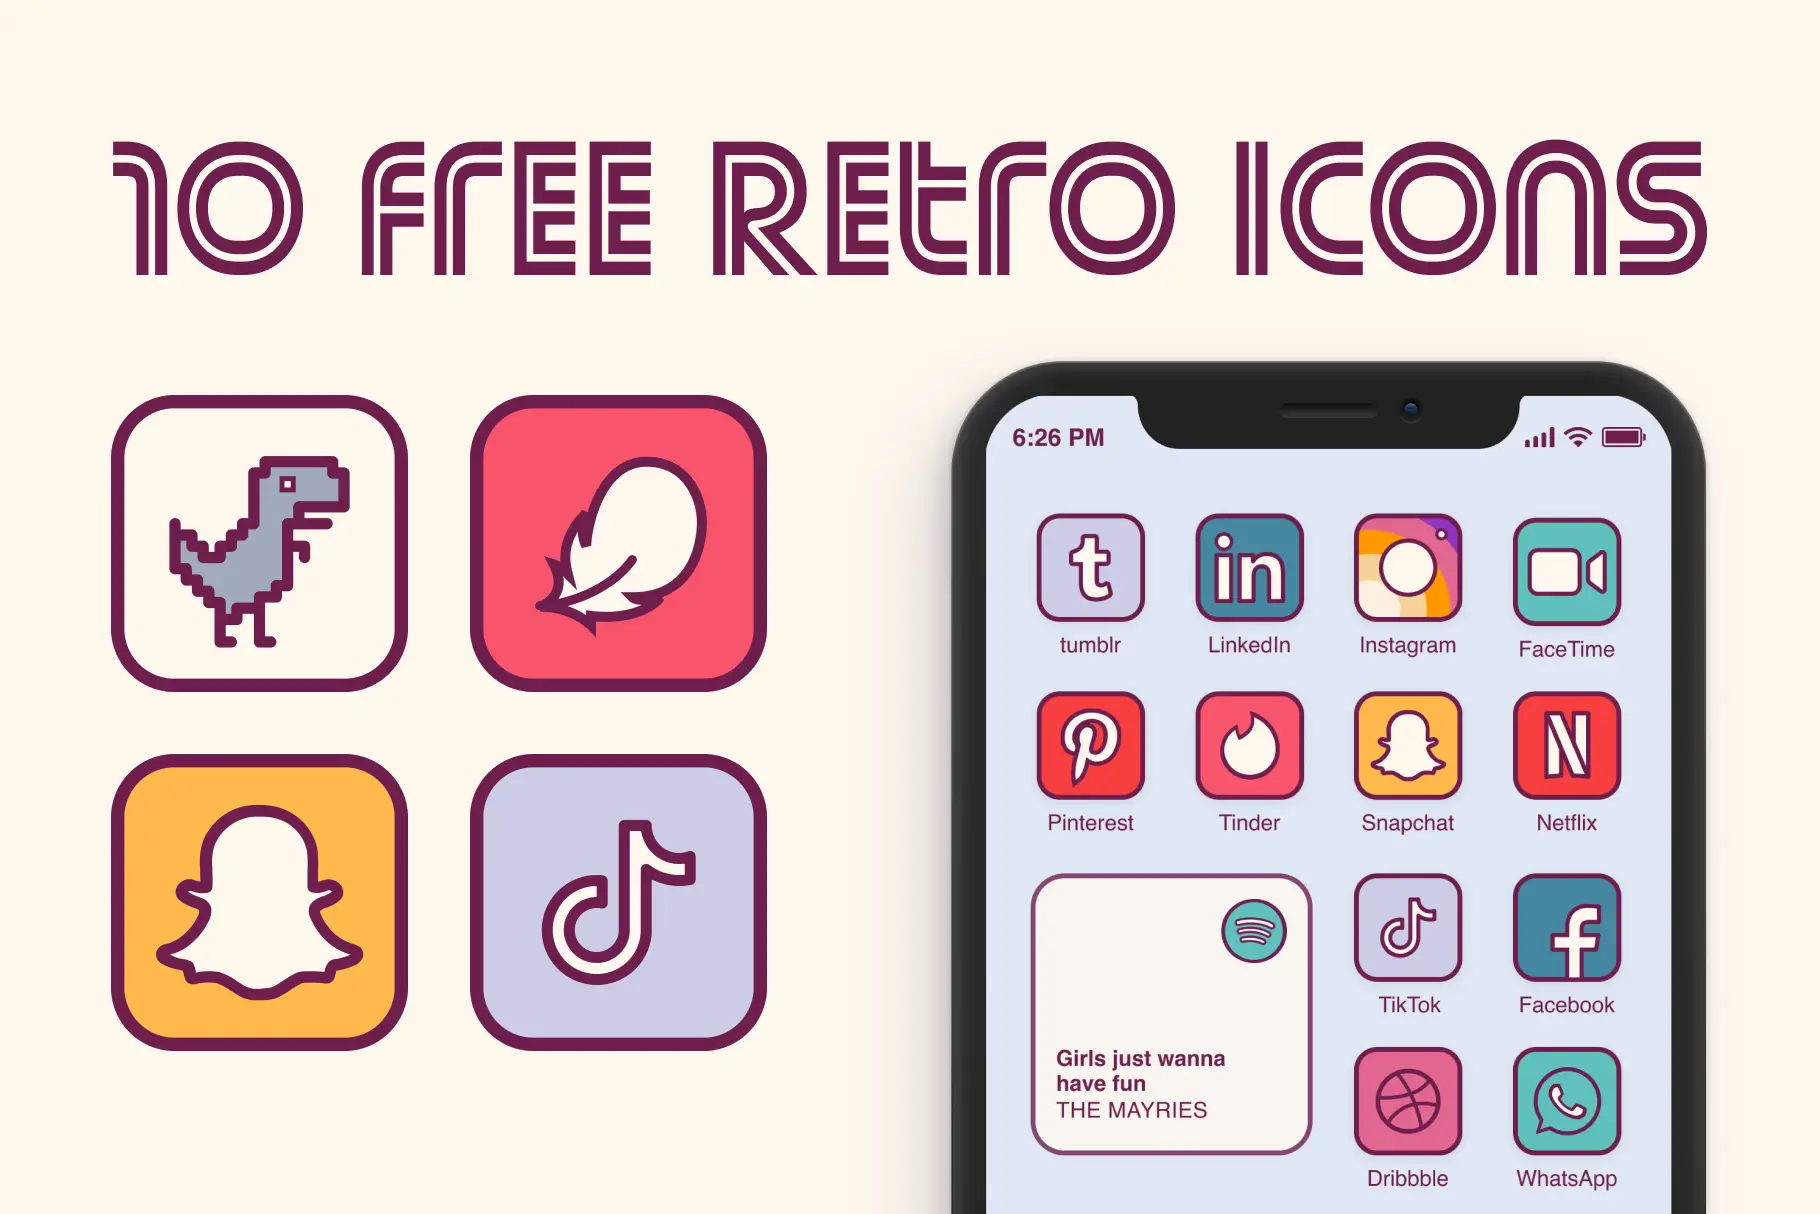 10 FREE RETRO ICONS
6:26 PM
t
in
tumblr
LinkedIn
Instagram
FaceTime
P
N
Pinterest
Tinder
Snapchat
Netflix
f
TikTok
Facebook
Girls just wanna
have fun
THE MAYRIES
Dribbble
WhatsApp